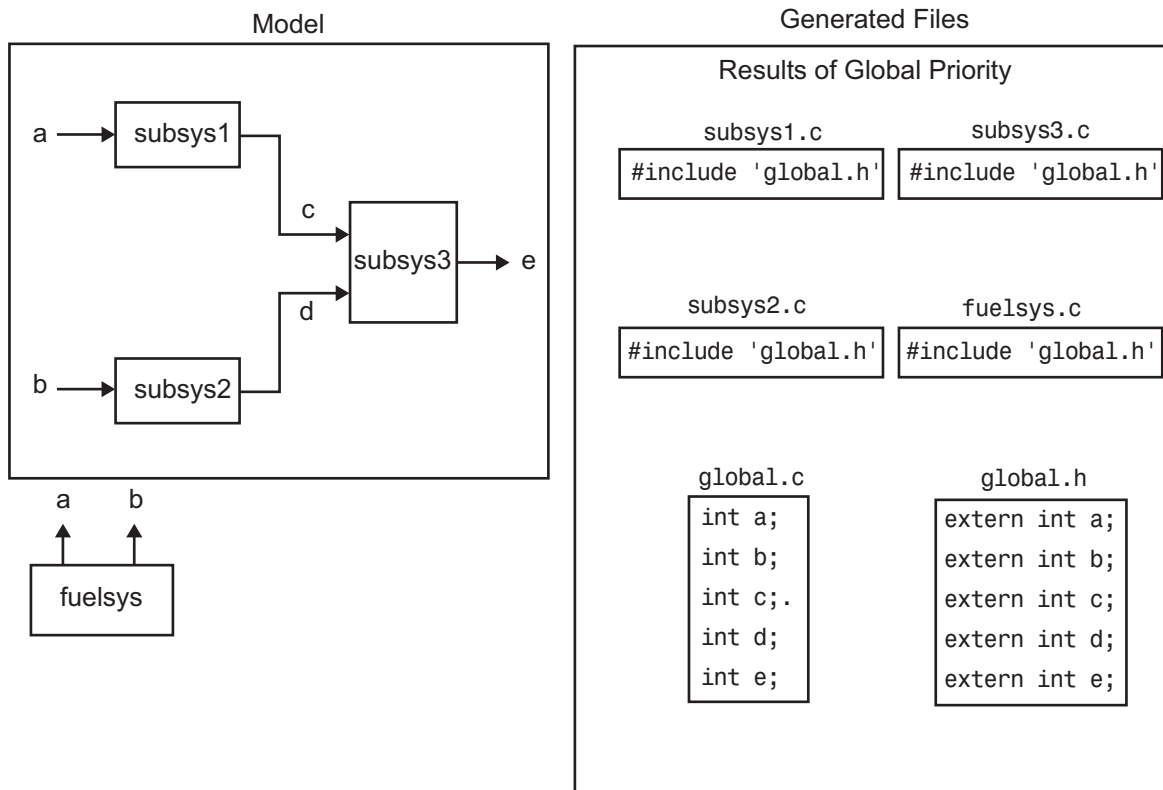 Model
a
subsys1
c
subsys3
e
d
b
subsys2
a b
fuelsys
Generated Files
Results of Global Priority
subsys1.c
#include 'global.h'
subsys3.c
#include 'global.h'
subsys2.c
#include 'global.h'
fuelsys.c
#include 'global.h'
global.c
int a;
int b;
int c;.
int d;
int e;
global.h
extern int a;
extern int b;
extern int c;
extern int d;
extern int e;